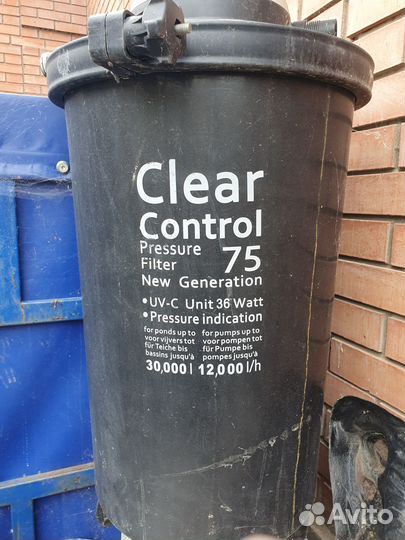 Clear
Control
Pressure
Filter 75
New Generation
•UV-C Unit 36 Watt
•Pressure indication
for ponds up to
voor vijvers tot
für Teiche bis
bassins jusqu'à
30,000 l
for pumps up to
voor pompen tot
für Pumpe bis
pompes jusqu'à
12,000 l/h
Avito